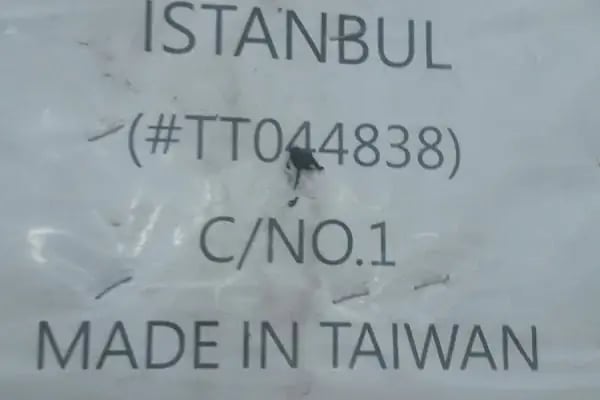 ISTANBUL
(#TT044838)
C/NO.1
MADE IN TAIWAN